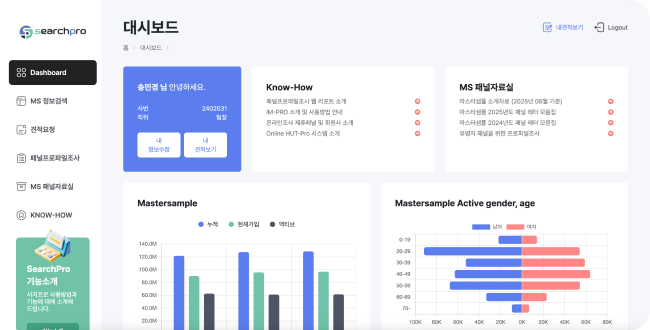 searchpro
Dashboard
MS 정보검색
견적요청
패널프로파일조사
MS 패널자료실
KNOW-HOW
SearchPro
기능소개
서치프로 사용방법과
기능에 대해 소개해
드립니다.
대시보드
홈 > 대시보드 >
내견적보기
Logout
송민경 님 안녕하세요.
사번 2402031
직위 팀장
내
정보수정
내
견적보기
Know-How
패널프로파일조사 웹 리포트 소개
IM-PRO 소개 및 사용방법 안내
온라인조사 제휴패널 및 회원사 소개
Online HUT-Pro 시스템 소개
MS 패널자료실
마스터샘플 소개자료 (2025년 06월 기준)
마스터샘플 2025년도 패널 레터 모음집
마스터샘플 2024년도 패널 레터 모음집
유병자 패널을 위한 프로파일조사
Mastersample
누적 현재가입 액티브
140.0M
120.0M
100.0M
80.0M
60.0M
40.0M
20.0M
Mastersample Active gender, age
남자 여자
0-19
20-29
30-39
40-49
50-59
60-69
70-
100K 80K 60K 40K 20K 0K 20K 40K 60K 80K